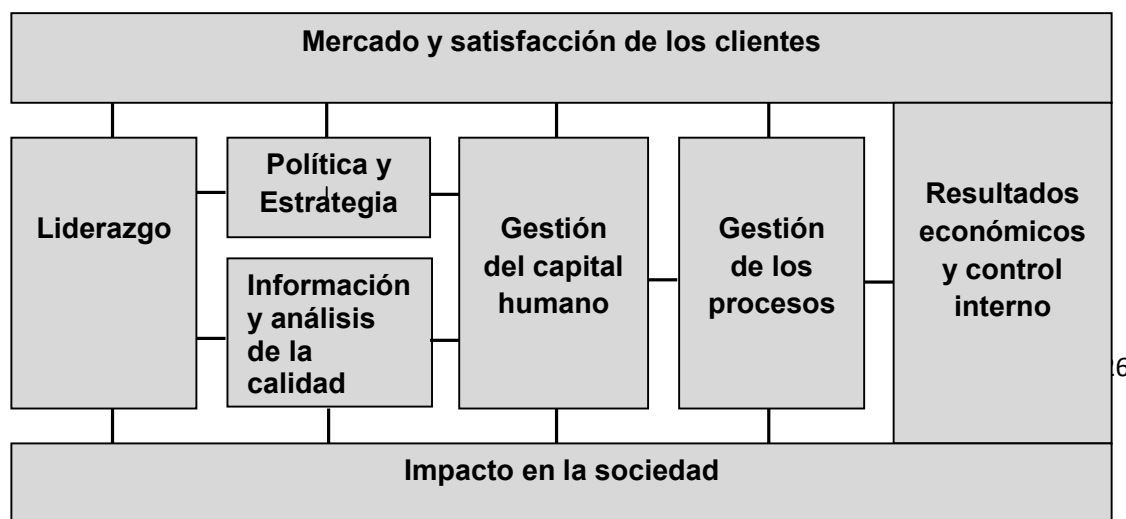 Mercado y satisfacción de los clientes
Liderazgo
Política y
Estrategia
Información
y análisis
de la
calidad
Gestión
del capital
humano
Gestión
de los
procesos
Resultados
económicos
y control
interno
Impacto en la sociedad